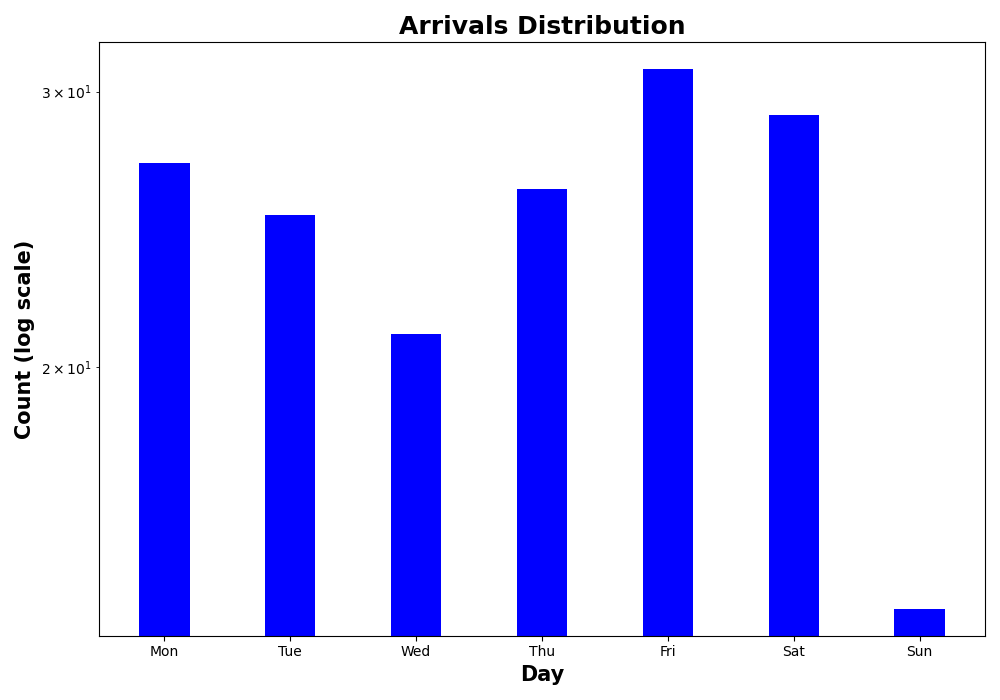 Arrivals Distribution
3 × 10¹
2 × 10¹
Count (log scale)
Mon Tue Wed Thu Fri Sat Sun
Day